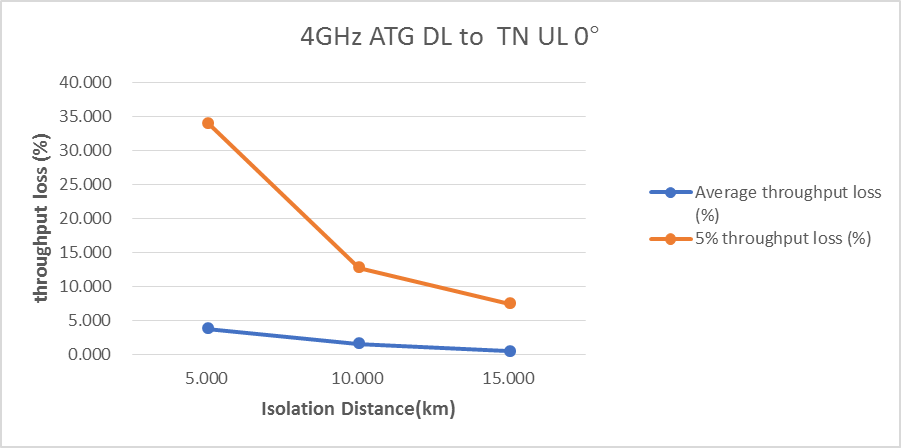 4GHz ATG DL to  TN UL 0°
40.000
35.000
30.000
25.000
20.000
15.000
10.000
5.000
0.000
throughput loss (%)
5.000
10.000
15.000
Isolation Distance(km)
Average throughput loss
(%)
5% throughput loss (%)